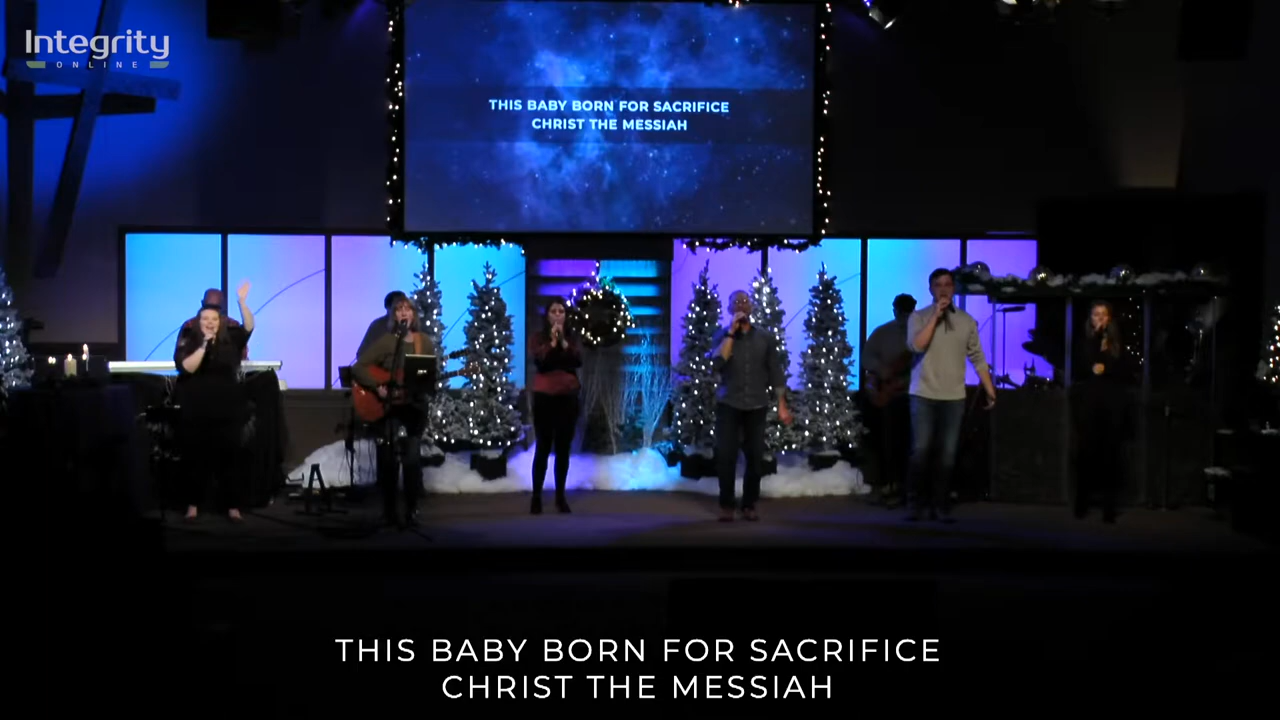 Integrity
ONLINE
THIS BABY BORN FOR SACRIFICE
CHRIST THE MESSIAH
THIS BABY BORN FOR SACRIFICE
CHRIST THE MESSIAH